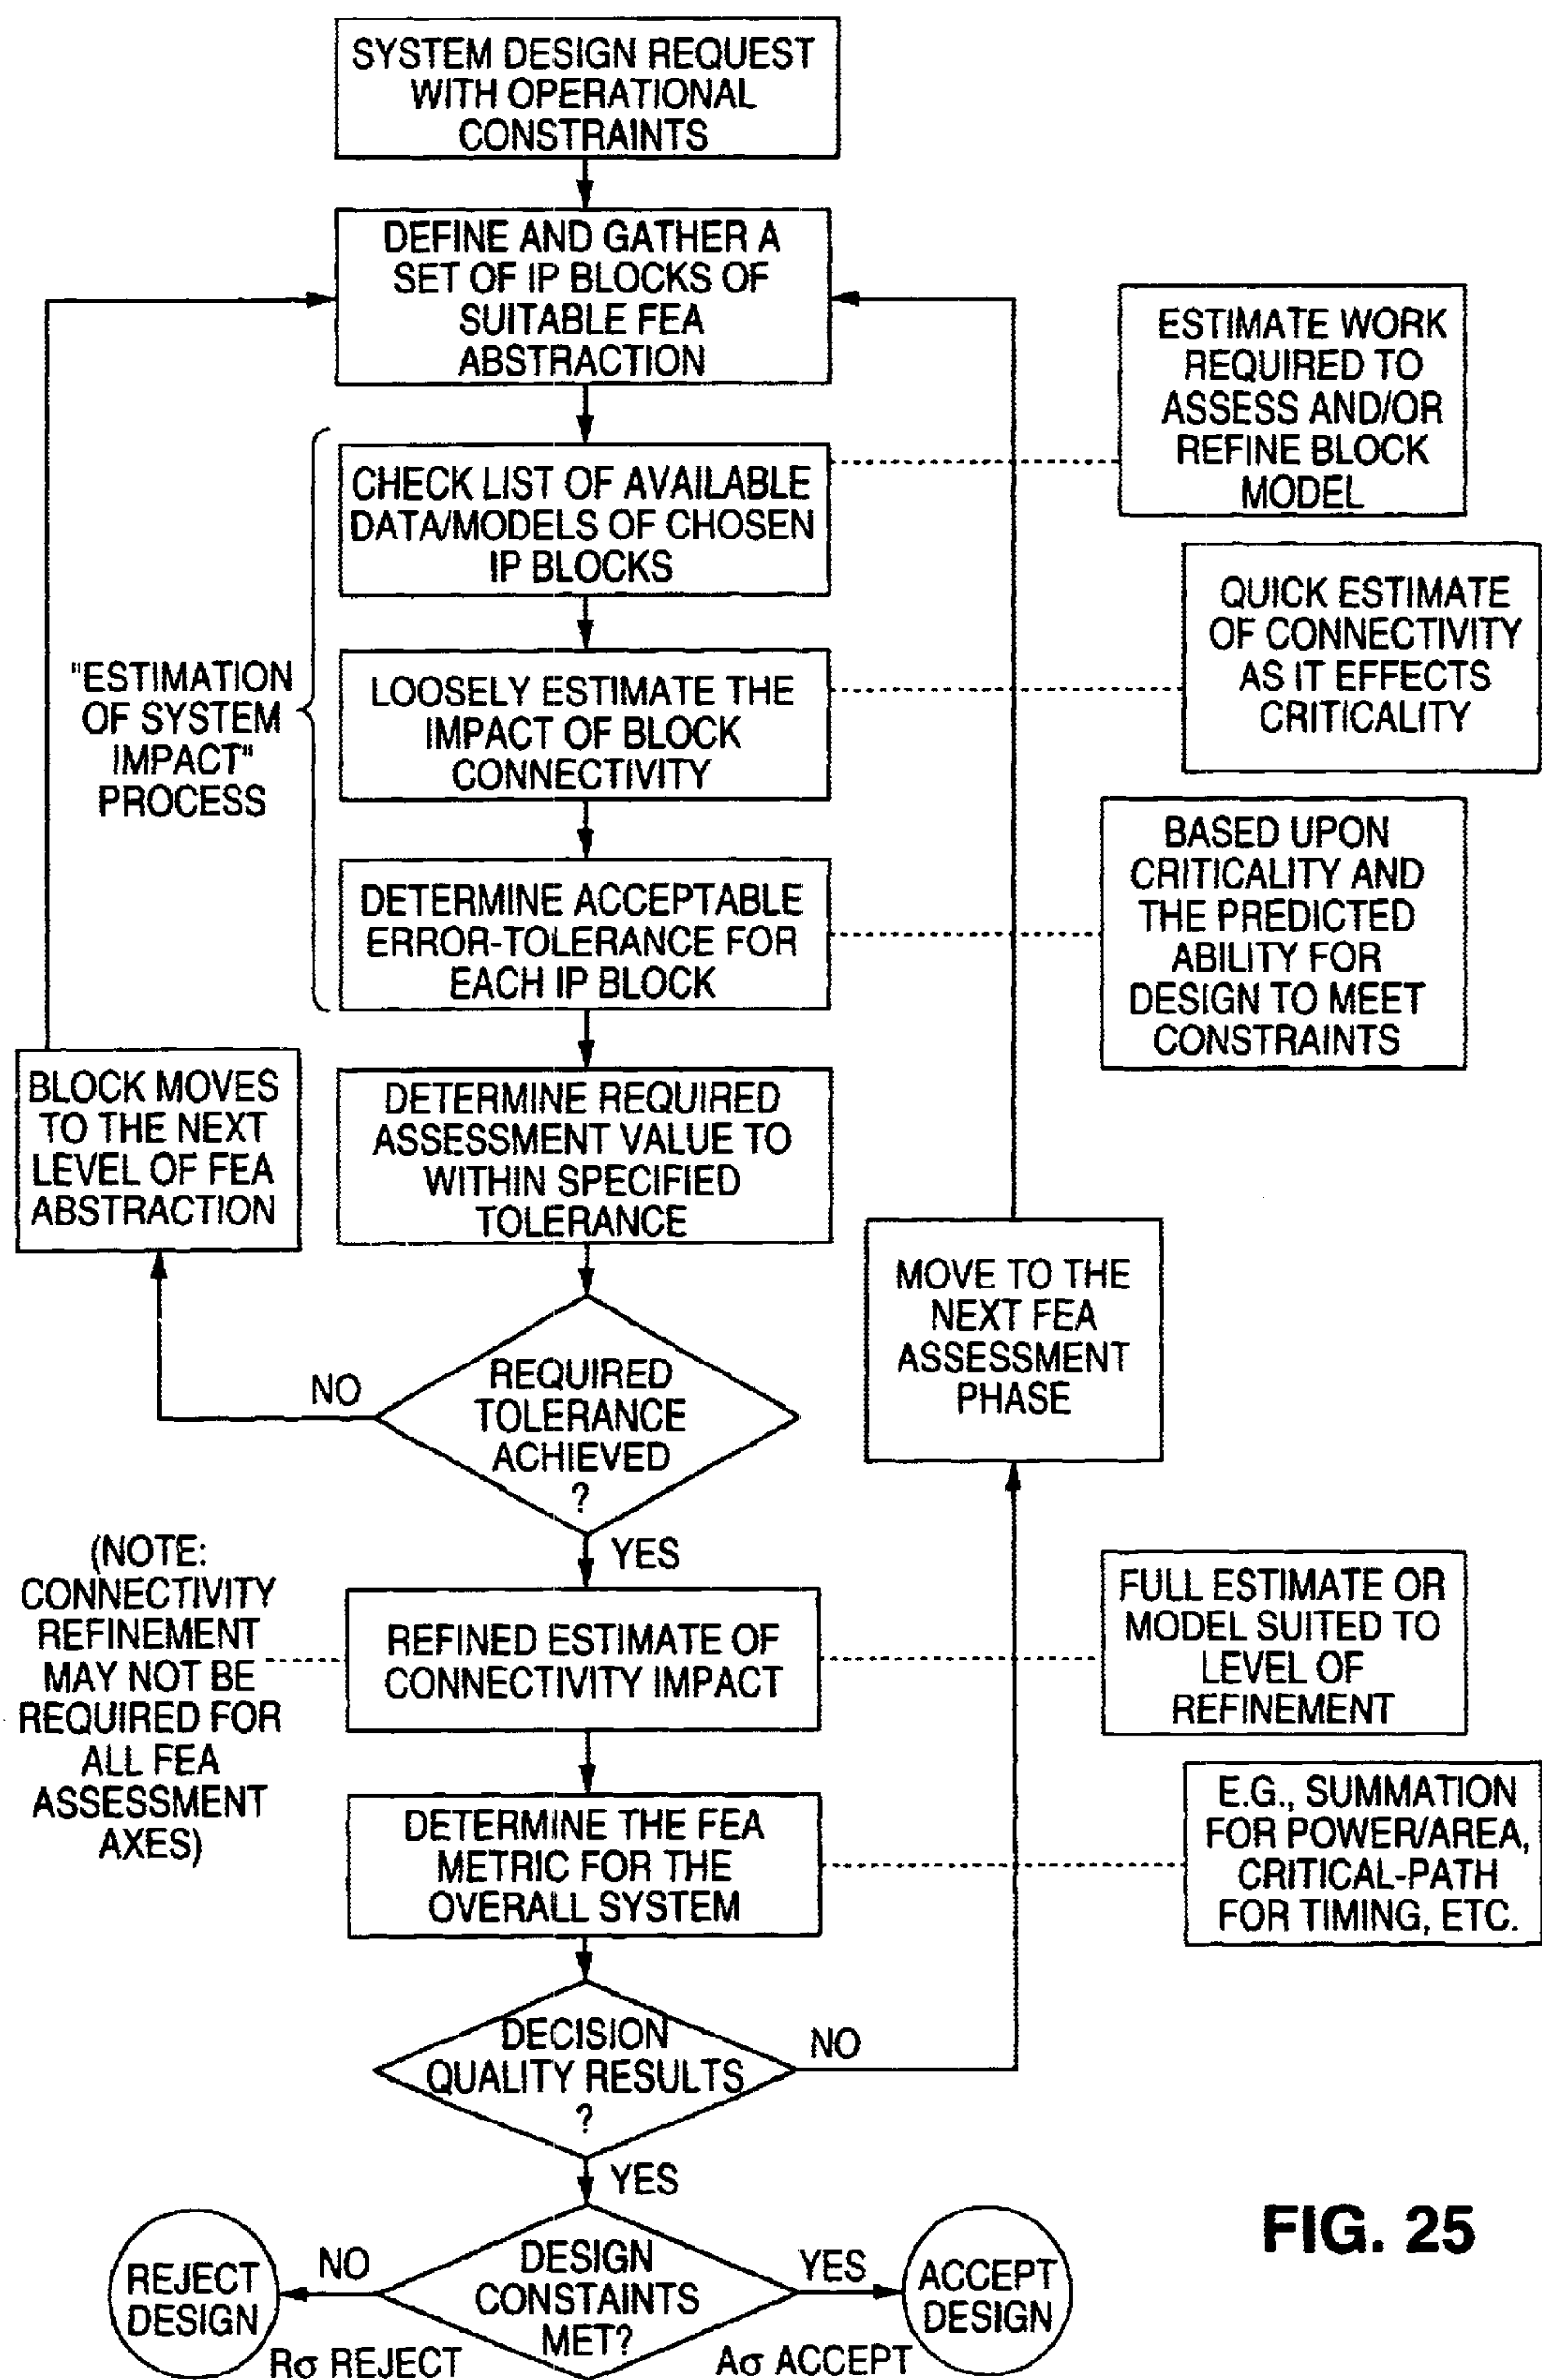 SYSTEM DESIGN REQUEST
WITH OPERATIONAL
CONSTRAINTS
DEFINE AND GATHER A
SET OF IP BLOCKS OF
SUITABLE FEA
ABSTRACTION
ESTIMATE WORK
REQUIRED TO
ASSESS AND/OR
REFINE BLOCK
MODEL
CHECK LIST OF AVAILABLE
DATA/MODELS OF CHOSEN
IP BLOCKS
QUICK ESTIMATE
OF CONNECTIVITY
AS IT EFFECTS
CRITICALITY
"ESTIMATION
OF SYSTEM
IMPACT"
PROCESS
LOOSELY ESTIMATE THE
IMPACT OF BLOCK
CONNECTIVITY
BASED UPON
CRITICALITY AND
THE PREDICTED
ABILITY FOR
DESIGN TO MEET
CONSTRAINTS
DETERMINE ACCEPTABLE
ERROR-TOLERANCE FOR
EACH IP BLOCK
BLOCK MOVES
TO THE NEXT
LEVEL OF FEA
ABSTRACTION
DETERMINE REQUIRED
ASSESSMENT VALUE TO
WITHIN SPECIFIED
TOLERANCE
MOVE TO THE
NEXT FEA
ASSESSMENT
PHASE
NO
REQUIRED
TOLERANCE
ACHIEVED
?
YES
(NOTE:
CONNECTIVITY
REFINEMENT
MAY NOT BE
REQUIRED FOR
ALL FEA
ASSESSMENT
AXES)
REFINED ESTIMATE OF
CONNECTIVITY IMPACT
FULL ESTIMATE OR
MODEL SUITED TO
LEVEL OF
REFINEMENT
DETERMINE THE FEA
METRIC FOR THE
OVERALL SYSTEM
E.G., SUMMATION
FOR POWER/AREA,
CRITICAL-PATH
FOR TIMING, ETC.
DECISION
QUALITY RESULTS
?
NO
YES
REJECT
DESIGN
NO
DESIGN
CONSTAINTS
MET?
YES
ACCEPT
DESIGN
Rσ REJECT
Aσ ACCEPT
FIG. 25